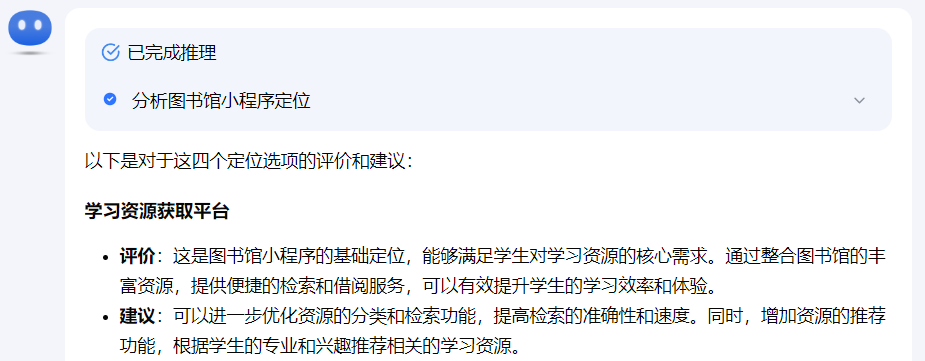 已完成推理
分析图书馆小程序定位
以下是对于这四个定位选项的评价和建议：
学习资源获取平台
• 评价：这是图书馆小程序的基础定位，能够满足学生对学习资源的核心需求。通过整合图书馆的丰
富资源，提供便捷的检索和借阅服务，可以有效提升学生的学习效率和体验。
• 建议：可以进一步优化资源的分类和检索功能，提高检索的准确性和速度。同时，增加资源的推荐
功能，根据学生的专业和兴趣推荐相关的学习资源。